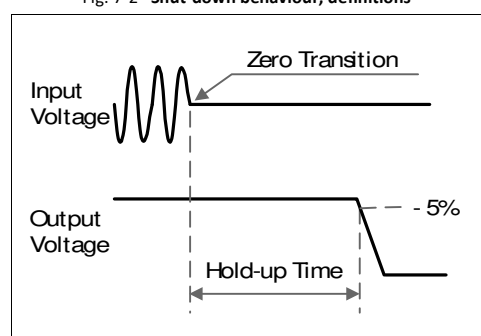 Fig. 7-2 Shut-down behaviour, definitions
Zero Transition
Input
Voltage
- 5%
Output
Voltage
Hold-up Time